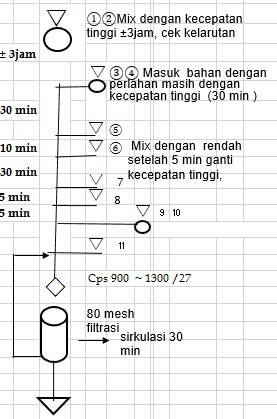 ①②Mix dengan kecepatan
tinggi ±3jam, cek kelarutan
± 3jam
③④ Masuk bahan dengan
perlahan masih dengan
kecepatan tinggi (30 min )
30 min
⑤
10 min
⑥ Mix dengan rendah
setelah 5 min ganti
kecepatan tinggi,
30 min
7
5 min
8
5 min
9 10
11
Cps 900 ~ 1300 /27
80 mesh
filtrasi
sirkulasi 30
min